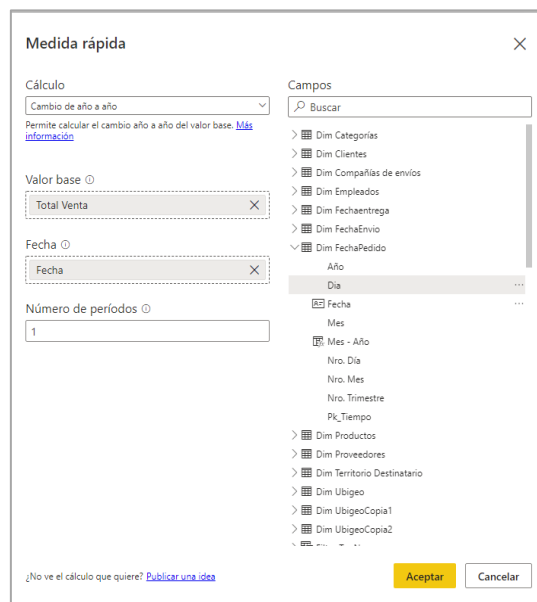 Medida rápida
Cálculo
Cambio de año a año
Permite calcular el cambio año a año del valor base. Más
información
Valor base
Total Venta
Fecha
Fecha
Número de períodos
1
Campos
Buscar
Dim Categorías
Dim Clientes
Dim Compañías de envíos
Dim Empleados
Dim Fechaentrega
Dim FechaEnvio
Dim FechaPedido
Año
Dia
Fecha
Mes
Mes - Año
Nro. Día
Nro. Mes
Nro. Trimestre
Pk_Tiempo
Dim Productos
Dim Proveedores
Dim Territorio Destinatario
Dim Ubigeo
Dim UbigeoCopia1
Dim UbigeoCopia2
¿No ve el cálculo que quiere? Publicar una idea
Aceptar
Cancelar